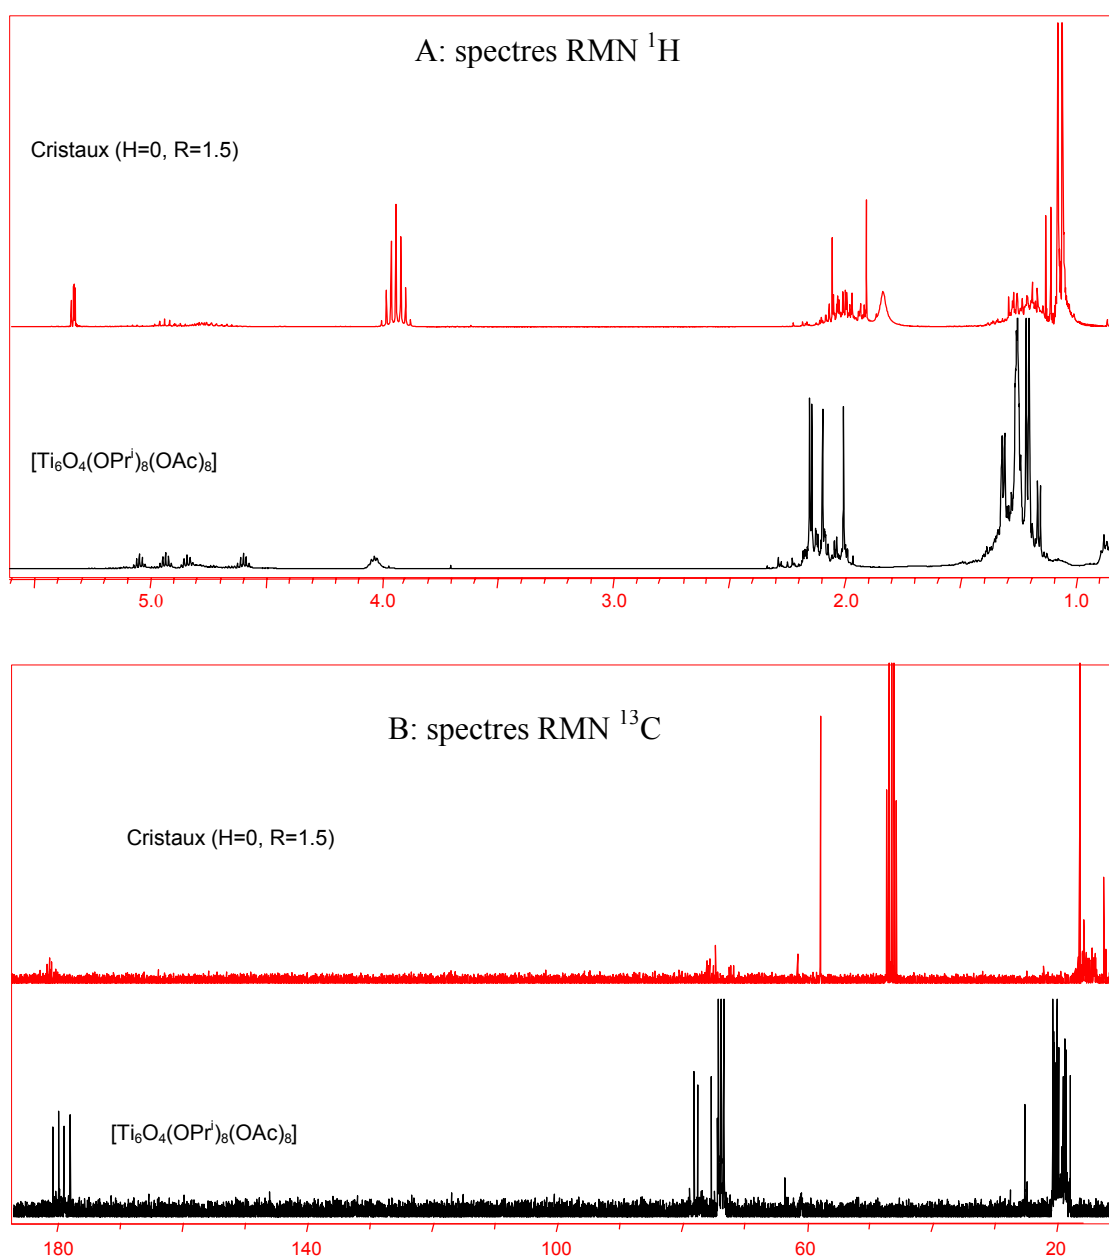 A: spectres RMN ¹H
Cristaux (H=0, R=1.5)
[Ti₆O₄(OPrⁱ)₈(OAc)₈]
5.0 4.0 3.0 2.0 1.0
B: spectres RMN ¹³C
Cristaux (H=0, R=1.5)
[Ti₆O₄(OPrⁱ)₈(OAc)₈]
180 140 100 60 20